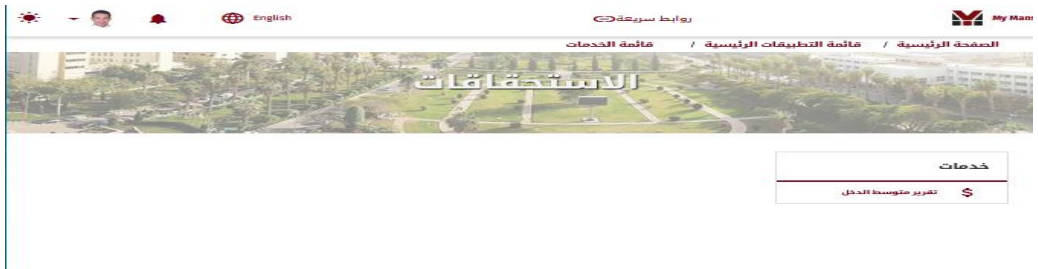 My Mans روابط سريعة English
الصفحة الرئيسية / قائمة التطبيقات الرئيسية / قائمة الخدمات
الاستحقاقات
خدمات
تقرير متوسط الدخل